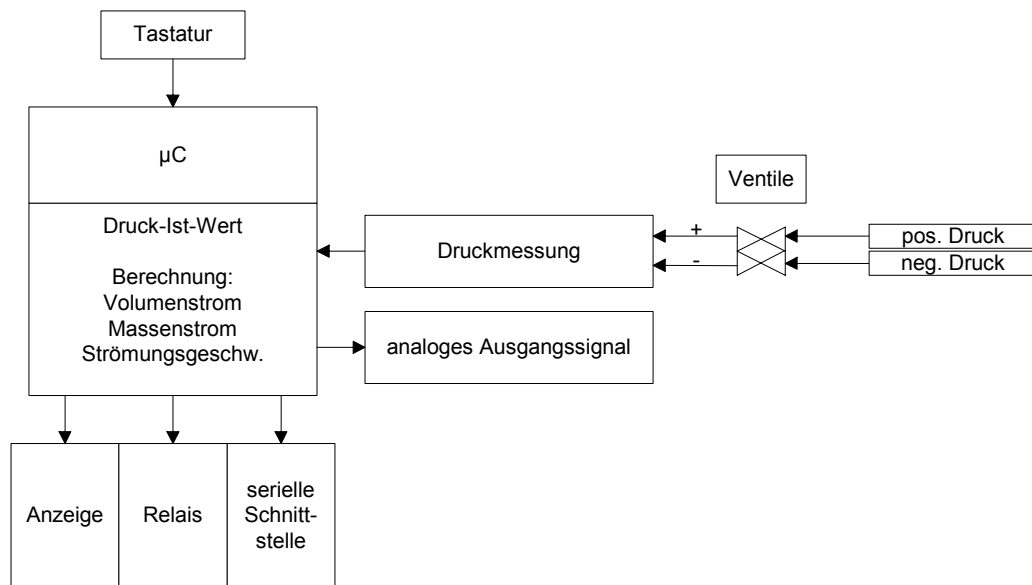 Tastatur
µC
Ventile
Druck-Ist-Wert
Berechnung:
Volumenstrom
Massenstrom
Strömungsgeschw.
Druckmessung
+
-
pos. Druck
neg. Druck
analoges Ausgangssignal
Anzeige
Relais
serielle
Schnitt-
stelle